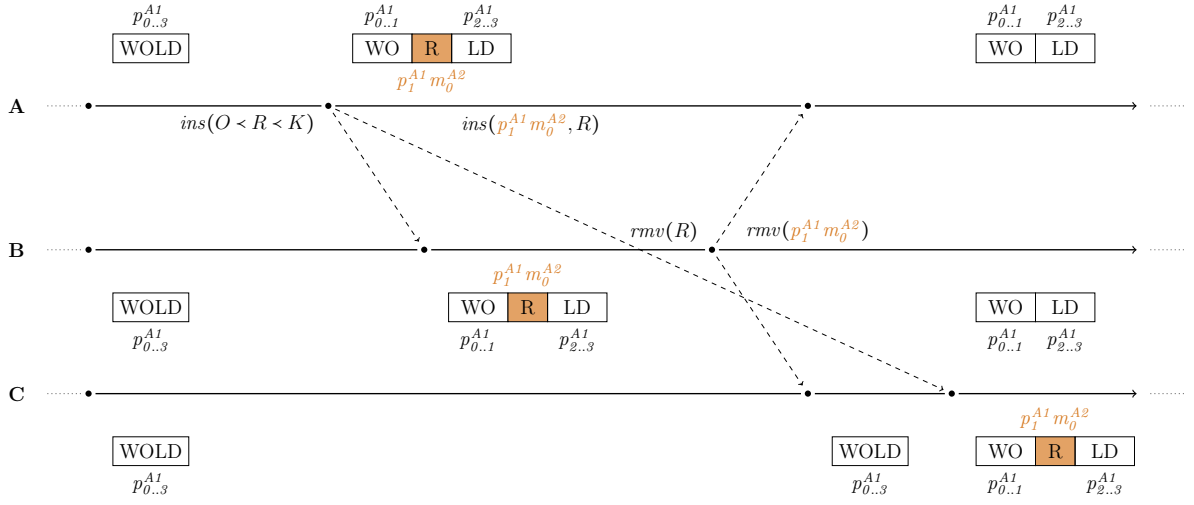 p_{0..3}^{A1} p_{0..1}^{A1} p_{2..3}^{A1} p_{0..1}^{A1} p_{2..3}^{A1}
WOLD WO R LD WO LD
p_1^{A1} m_0^{A2}
A
ins(O < R < K) ins(p_1^{A1} m_0^{A2}, R)
rmv(R) rmv(p_1^{A1} m_0^{A2})
B
p_1^{A1} m_0^{A2}
WOLD WO R LD WO LD
p_{0..3}^{A1} p_{0..1}^{A1} p_{2..3}^{A1} p_{0..1}^{A1} p_{2..3}^{A1}
C
p_1^{A1} m_0^{A2}
WOLD WOLD WO R LD
p_{0..3}^{A1} p_{0..3}^{A1} p_{0..1}^{A1} p_{2..3}^{A1}